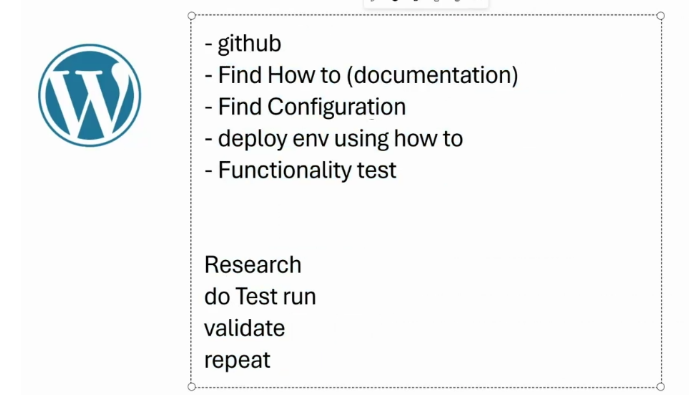 W
- github
- Find How to (documentation)
- Find Configuration
- deploy env using how to
- Functionality test
Research
do Test run
validate
repeat